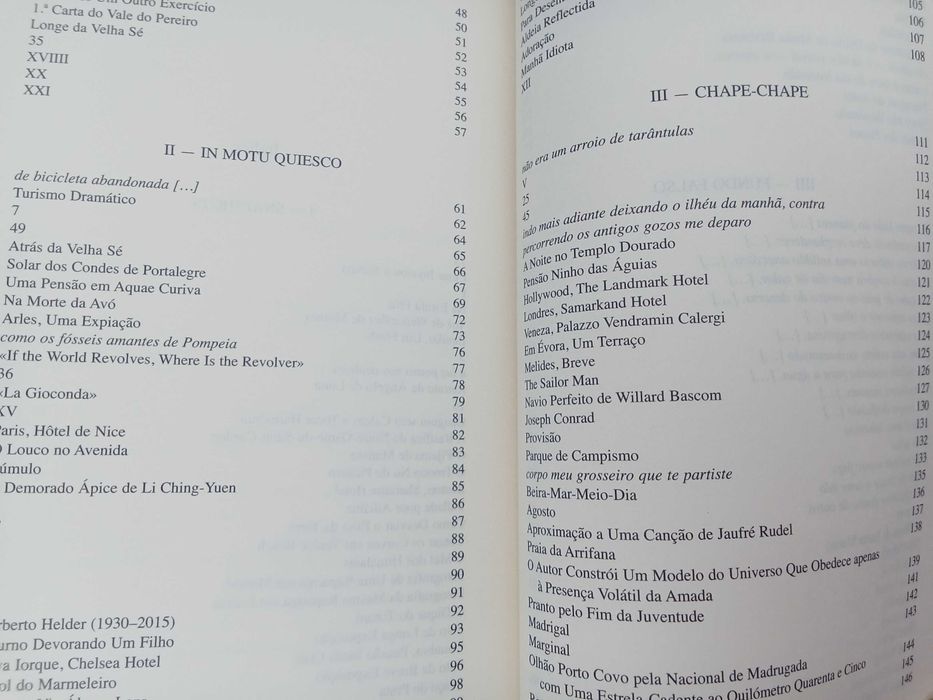 Um Outro Exercício
1.ª Carta do Vale do Pereiro
Longe da Velha Sé
35
XVIIII
XX
XXI
48
50
51
52
53
54
55
56
57
II — IN MOTU QUIESCO
de bicicleta abandonada [...]
Turismo Dramático
7
49
Atrás da Velha Sé
Solar dos Condes de Portalegre
Uma Pensão em Aquae Curiva
Na Morte da Avó
Arles, Uma Expiação
como os fósseis amantes de Pompeia
«If the World Revolves, Where Is the Revolver»
36
«La Gioconda»
XV
Paris, Hôtel de Nice
O Louco no Avenida
Demorado Ápice de Li Ching-Yuen
Helder (1930–2015)
Devorando Um Filho
Iorque, Chelsea Hotel
do Marmeleiro
61
62
64
65
66
67
69
72
73
76
77
78
79
81
82
83
84
85
86
87
88
89
90
91
92
93
95
96
98
Aldeia Reflectida
Adoração
Manhã Idiota
XII
105
106
107
108
III — CHAPE-CHAPE
não era um arroio de tarântulas
V
25
45
indo mais adiante deixando o ilhéu da manhã, contra
percorrendo os antigos gozos me deparo
A Noite no Templo Dourado
Pensão Ninho das Águias
Hollywood, The Landmark Hotel
Londres, Samarkand Hotel
Veneza, Palazzo Vendramin Calergi
Em Évora, Um Terraço
Melides, Breve
The Sailor Man
Navio Perfeito de Willard Bascom
Joseph Conrad
Provisão
Parque de Campismo
corpo meu grosseiro que te partiste
Beira-Mar-Meio-Dia
Agosto
Aproximação a Uma Canção de Jaufré Rudel
Praia da Arrifana
O Autor Constrói Um Modelo do Universo Que Obedece apenas
à Presença Volátil da Amada
Pranto pelo Fim da Juventude
Madrigal
Marginal
Olhão Porto Covo pela Nacional de Madrugada
com Uma Estrela Cadente ao Quilómetro Quarenta e Cinco
111
112
113
114
115
116
117
120
121
122
123
124
125
126
127
130
131
132
133
135
136
137
138
139
141
142
143
144
145
146